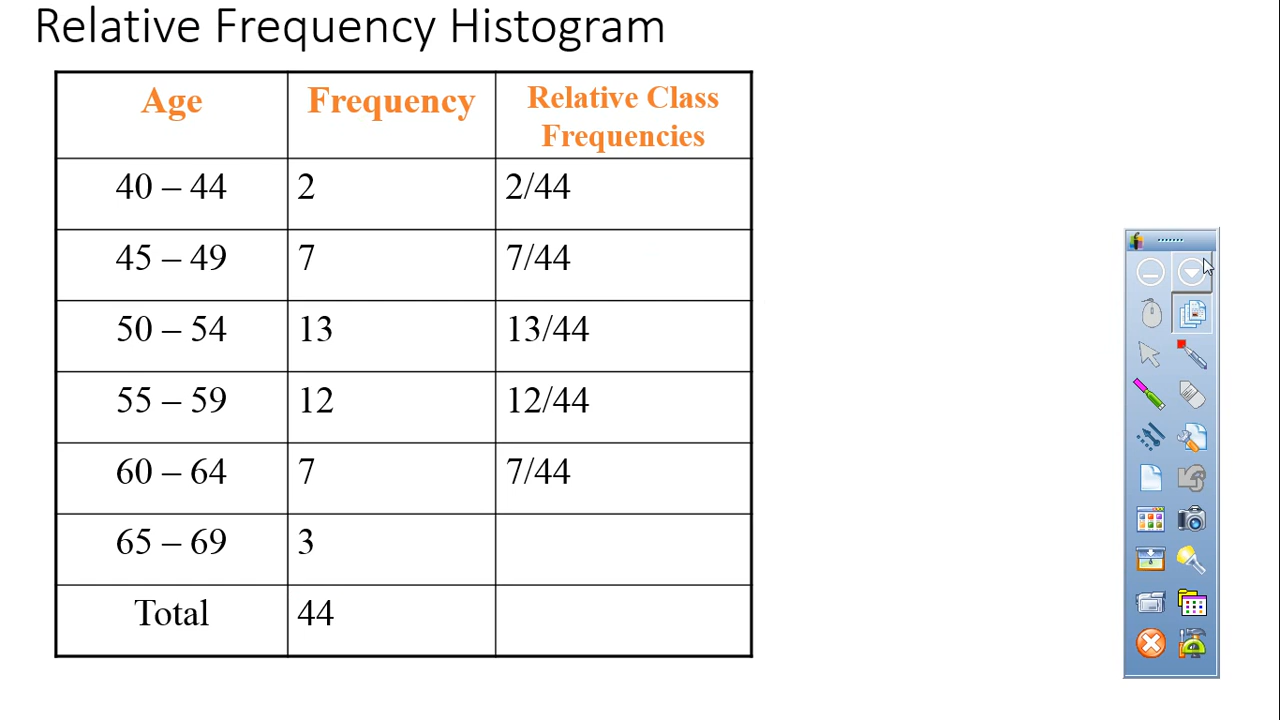 Relative Frequency Histogram
Age Frequency Relative Class
Frequencies
40 – 44 2 2/44
45 – 49 7 7/44
50 – 54 13 13/44
55 – 59 12 12/44
60 – 64 7 7/44
65 – 69 3
Total 44